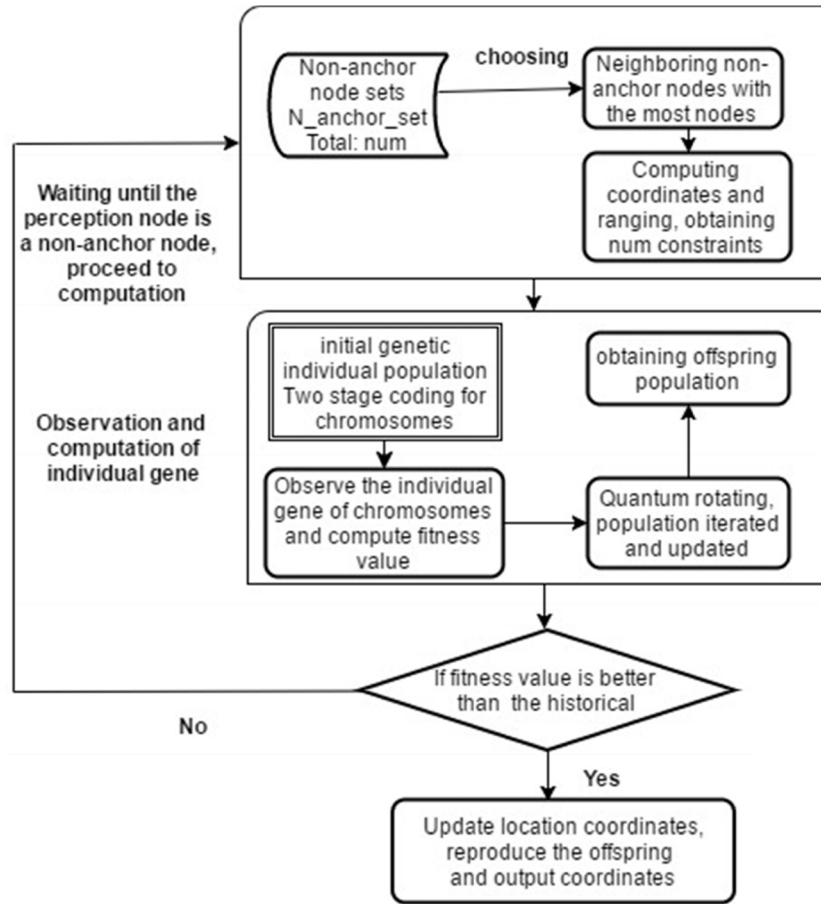 Non-anchor
node sets
N_anchor_set
Total: num
choosing
Neighboring non-
anchor nodes with
the most nodes
Computing
coordinates and
ranging, obtaining
num constraints
Waiting until the
perception node is
a non-anchor node,
proceed to
computation
initial genetic
individual population
Two stage coding for
chromosomes
obtaining offspring
population
Observation and
computation of
individual gene
Observe the individual
gene of chromosomes
and compute fitness
value
Quantum rotating,
population iterated
and updated
If fitness value is better
than the historical
No
Yes
Update location coordinates,
reproduce the offspring
and output coordinates